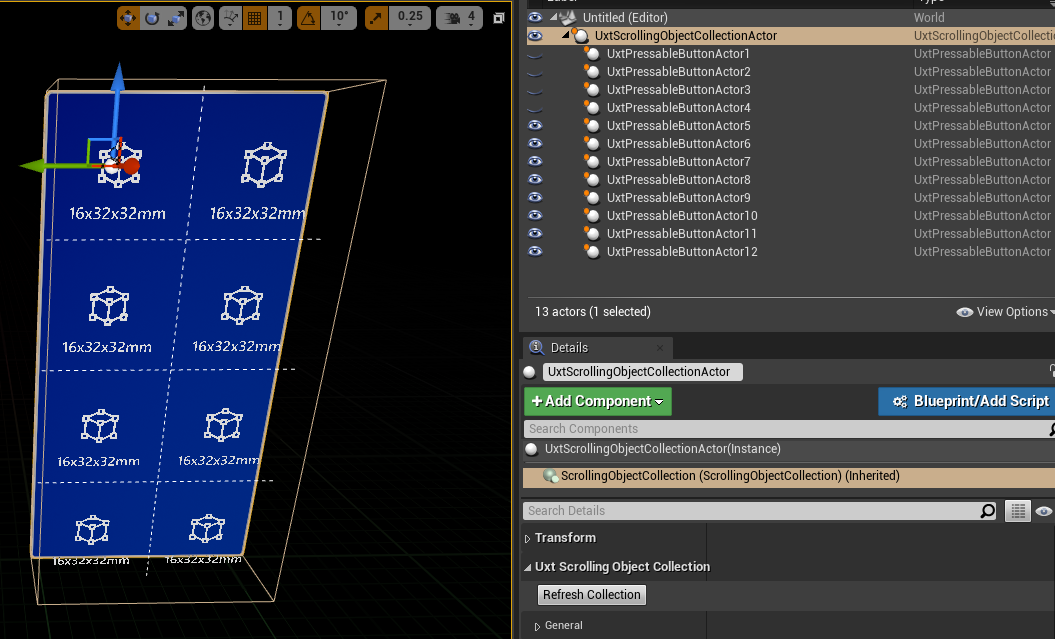 1
10°
0.25
4
Untitled (Editor) World
UxtScrollingObjectCollectionActor UxtScrollingObjectCollectio
UxtPressableButtonActor1 UxtPressableButtonActor
UxtPressableButtonActor2 UxtPressableButtonActor
UxtPressableButtonActor3 UxtPressableButtonActor
UxtPressableButtonActor4 UxtPressableButtonActor
UxtPressableButtonActor5 UxtPressableButtonActor
UxtPressableButtonActor6 UxtPressableButtonActor
UxtPressableButtonActor7 UxtPressableButtonActor
UxtPressableButtonActor8 UxtPressableButtonActor
UxtPressableButtonActor9 UxtPressableButtonActor
UxtPressableButtonActor10 UxtPressableButtonActor
UxtPressableButtonActor11 UxtPressableButtonActor
UxtPressableButtonActor12 UxtPressableButtonActor
13 actors (1 selected) View Options
16x32x32mm 16x32x32mm
16x32x32mm 16x32x32mm
16x32x32mm 16x32x32mm
16x32x32mm 16x32x32mm
Details
UxtScrollingObjectCollectionActor
+Add Component Blueprint/Add Script
Search Components
UxtScrollingObjectCollectionActor(Instance)
ScrollingObjectCollection (ScrollingObjectCollection) (Inherited)
Search Details
Transform
Uxt Scrolling Object Collection
Refresh Collection
General